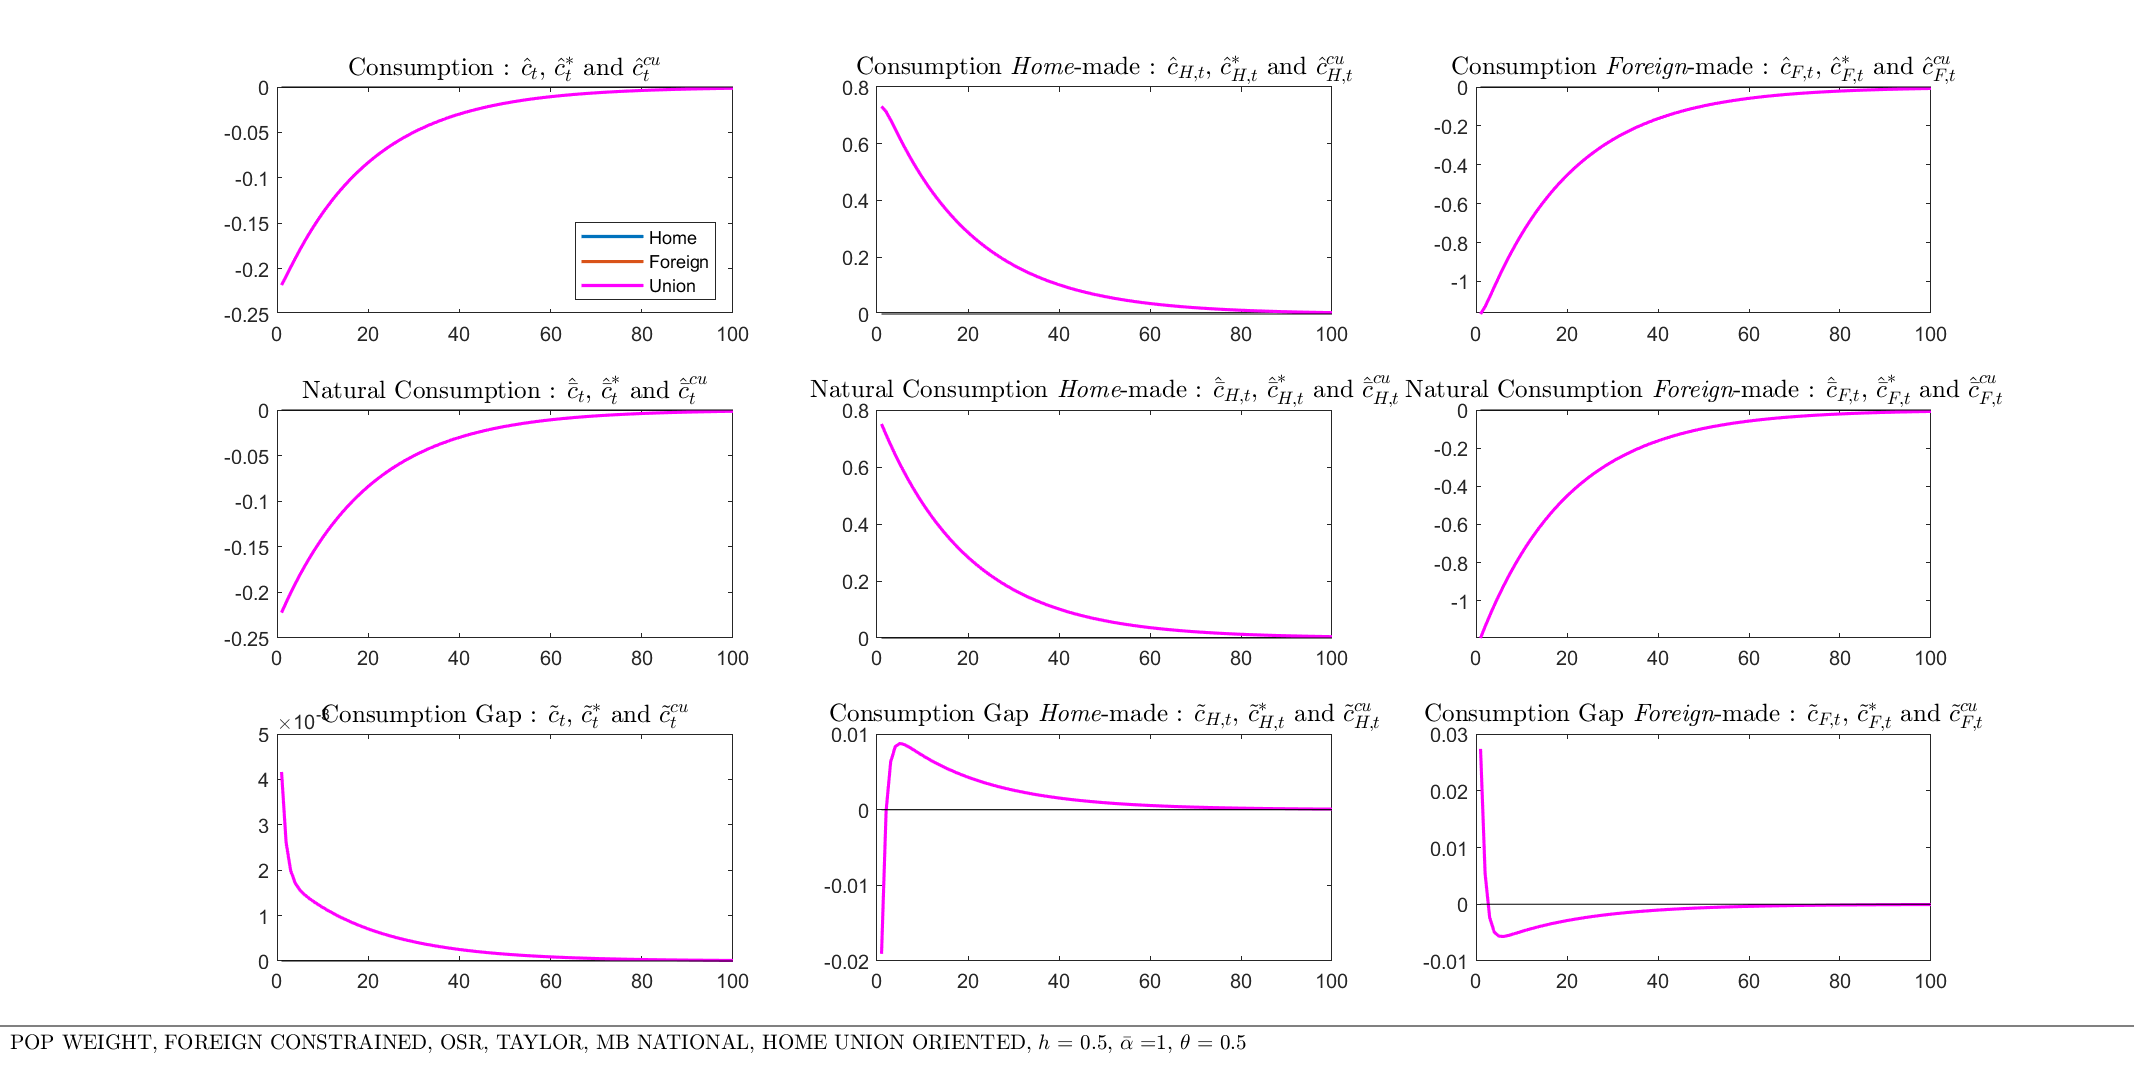 Consumption : ĉ_t, ĉ*_t and ĉ^cu_t
0
-0.05
-0.1
-0.15
-0.2
-0.25
0 20 40 60 80 100
Home
Foreign
Union
Consumption Home-made : ĉ_H,t, ĉ*_H,t and ĉ^cu_H,t
0.8
0.6
0.4
0.2
0
0 20 40 60 80 100
Consumption Foreign-made : ĉ_F,t, ĉ*_F,t and ĉ^cu_F,t
0
-0.2
-0.4
-0.6
-0.8
-1
0 20 40 60 80 100
Natural Consumption : c̄̂_t, c̄̂*_t and c̄̂^cu_t
0
-0.05
-0.1
-0.15
-0.2
-0.25
0 20 40 60 80 100
Natural Consumption Home-made : c̄̂_H,t, c̄̂*_H,t and c̄̂^cu_H,t
0.8
0.6
0.4
0.2
0
0 20 40 60 80 100
Natural Consumption Foreign-made : c̄̂_F,t, c̄̂*_F,t and c̄̂^cu_F,t
0
-0.2
-0.4
-0.6
-0.8
-1
0 20 40 60 80 100
Consumption Gap : c̃_t, c̃*_t and c̃^cu_t
5
4
3
2
1
0
0 20 40 60 80 100
Consumption Gap Home-made : c̃_H,t, c̃*_H,t and c̃^cu_H,t
0.01
0
-0.01
-0.02
0 20 40 60 80 100
Consumption Gap Foreign-made : c̃_F,t, c̃*_F,t and c̃^cu_F,t
0.03
0.02
0.01
0
-0.01
0 20 40 60 80 100
POP WEIGHT, FOREIGN CONSTRAINED, OSR, TAYLOR, MB NATIONAL, HOME UNION ORIENTED, h = 0.5, ᾱ =1, θ = 0.5